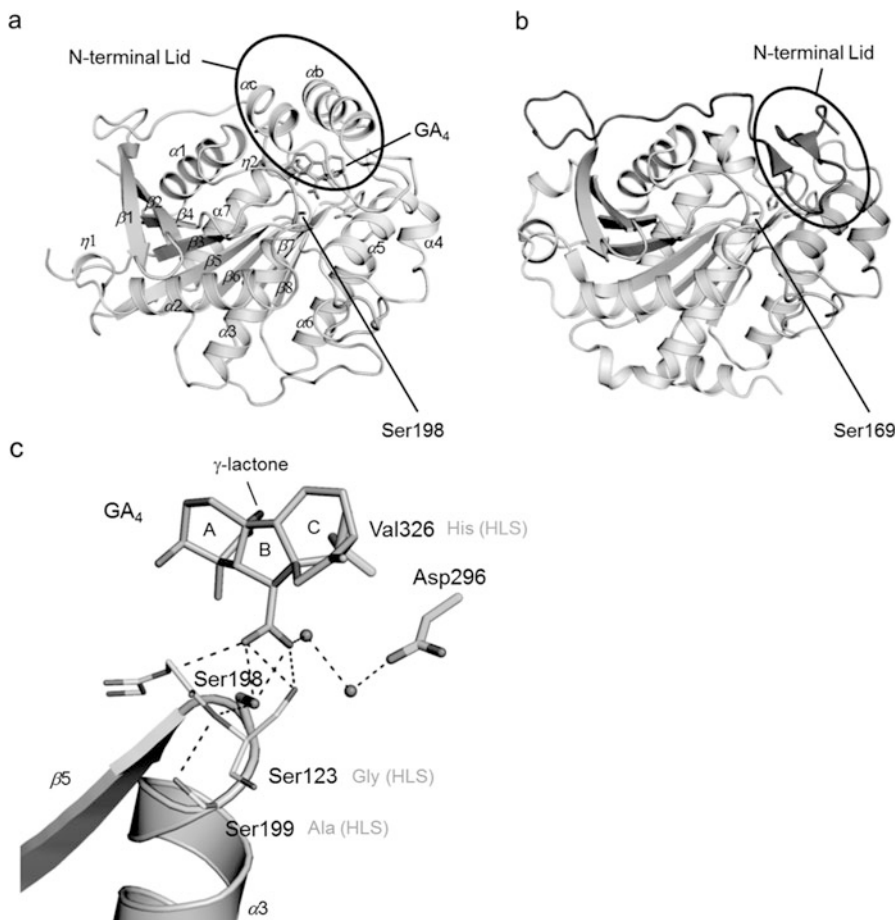 a
N-terminal Lid
αc
αb
GA4
α1
η2
β2
β1
β4
α7
β3
η1
β5
β7
α5
α4
β6
β8
α2
α3
α6
Ser198
b
N-terminal Lid
Ser169
c
γ-lactone
GA4
A
B
C
Val326 His (HLS)
Asp296
Ser198
β5
Ser123 Gly (HLS)
Ser199 Ala (HLS)
α3